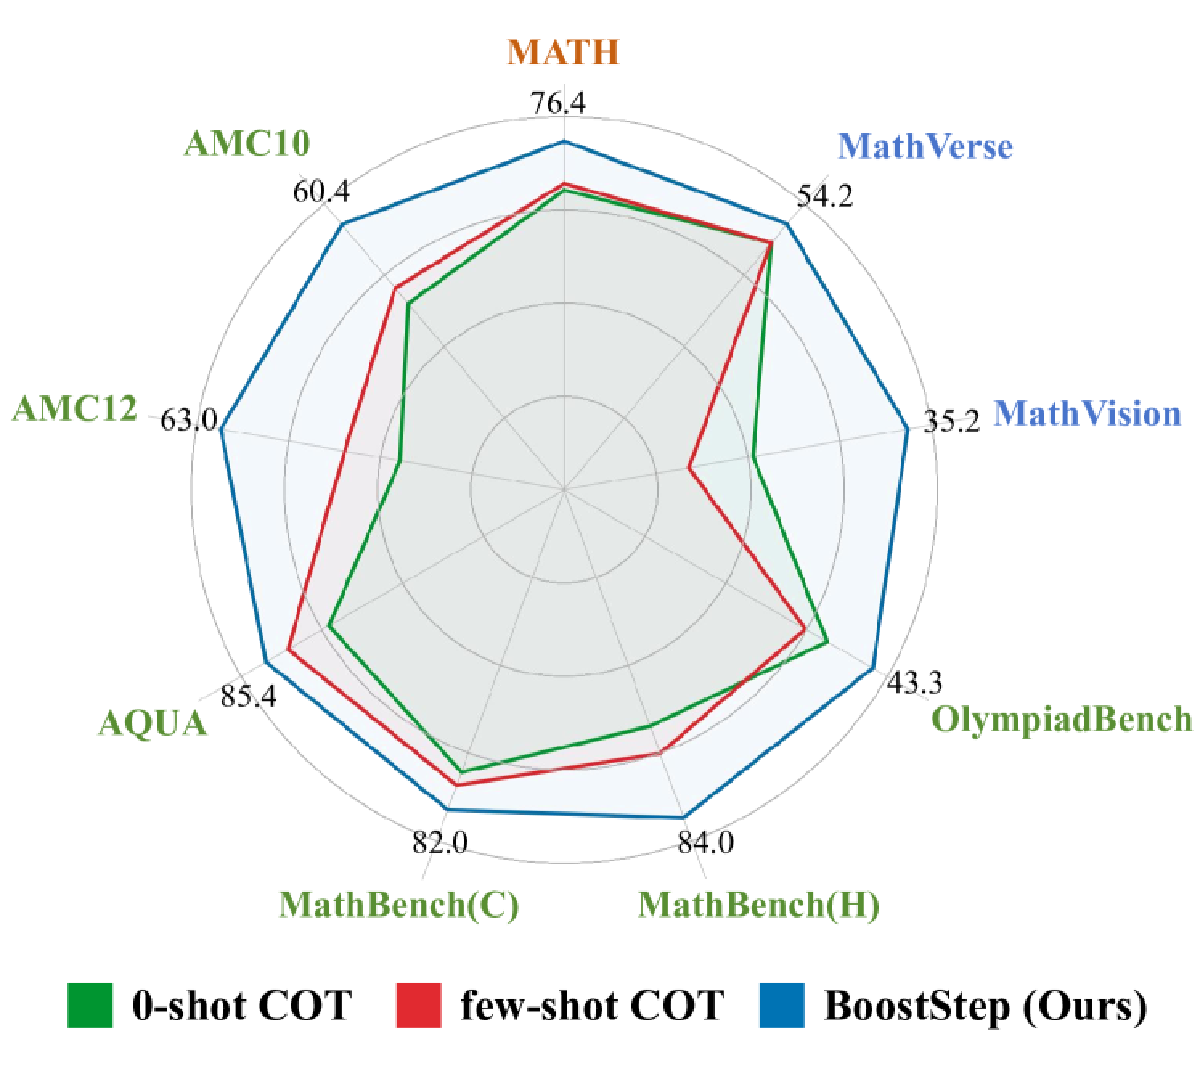 MATH
76.4
AMC10
MathVerse
60.4
54.2
AMC12
63.0
35.2
MathVision
AQUA
85.4
43.3
OlympiadBench
82.0
84.0
MathBench(C)
MathBench(H)
0-shot COT
few-shot COT
BoostStep (Ours)